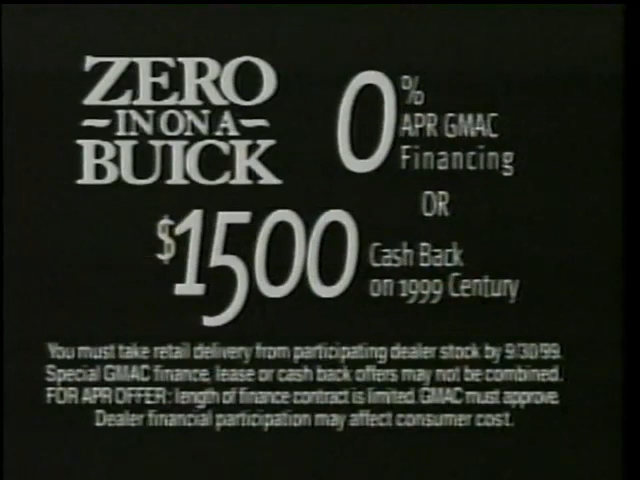 ZERO
~IN ON A~
BUICK
0%
APR GMAC
Financing
OR
$1500
Cash Back
on 1999 Century
You must take retail delivery from participating dealer stock by 9/30/99.
Special GMAC finance, lease or cash back offers may not be combined.
FOR APR OFFER: length of finance contract is limited. GMAC must approve.
Dealer financial participation may affect consumer cost.